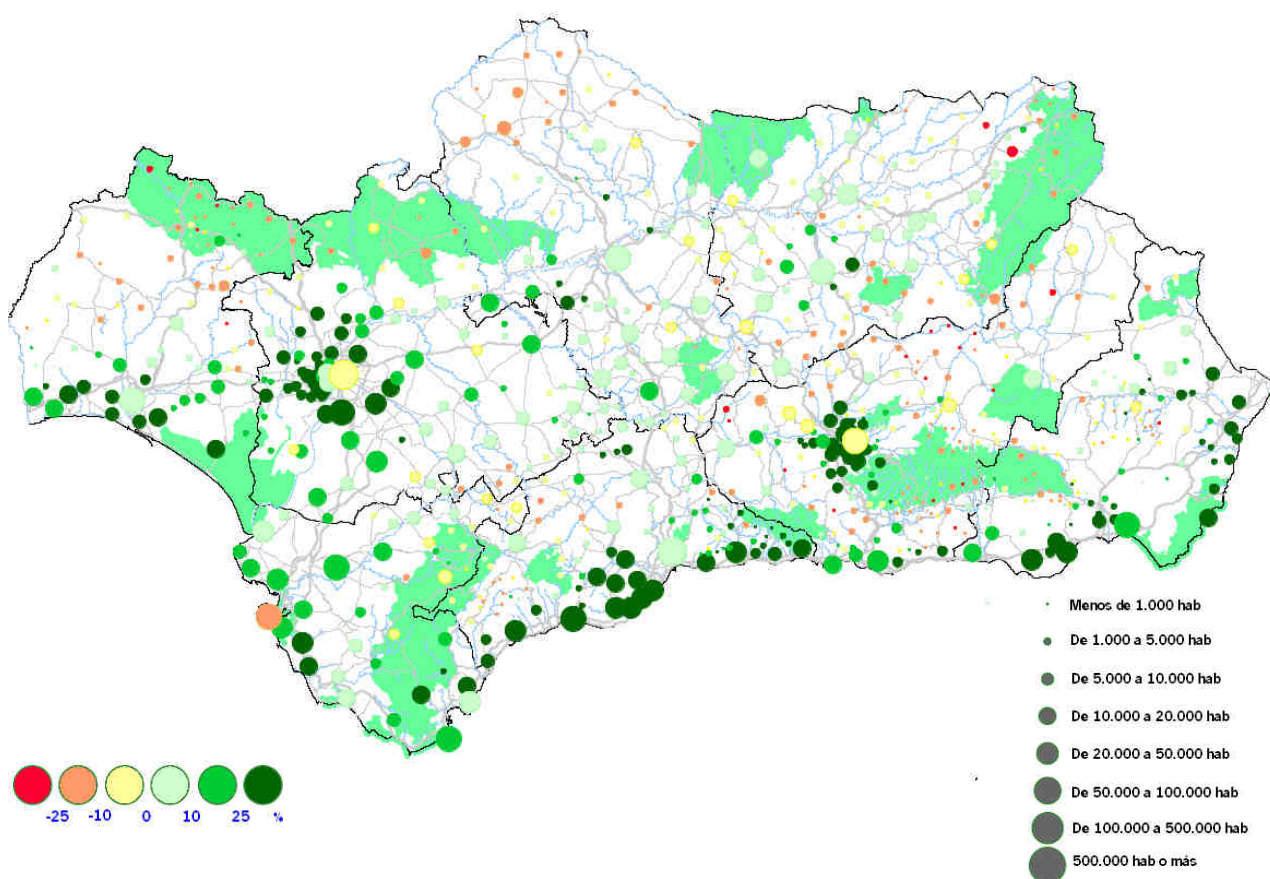 Menos de 1.000 hab
De 1.000 a 5.000 hab
De 5.000 a 10.000 hab
De 10.000 a 20.000 hab
De 20.000 a 50.000 hab
De 50.000 a 100.000 hab
De 100.000 a 500.000 hab
500.000 hab o más
-25 -10 0 10 25 %